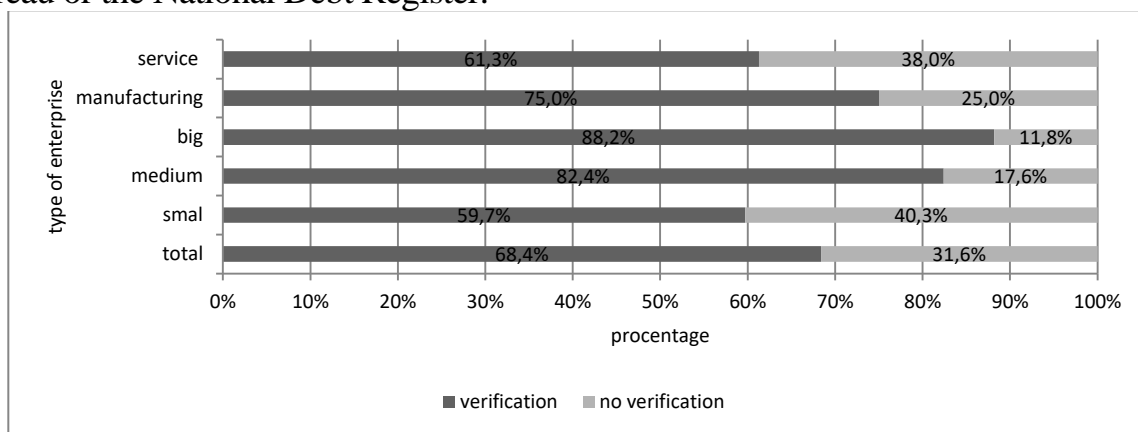 ead of the National Debt Register.
service 61,3% 38,0%
manufacturing 75,0% 25,0%
big 88,2% 11,8%
medium 82,4% 17,6%
smal 59,7% 40,3%
total 68,4% 31,6%
type of enterprise
0% 10% 20% 30% 40% 50% 60% 70% 80% 90% 100%
procentage
verification no verification